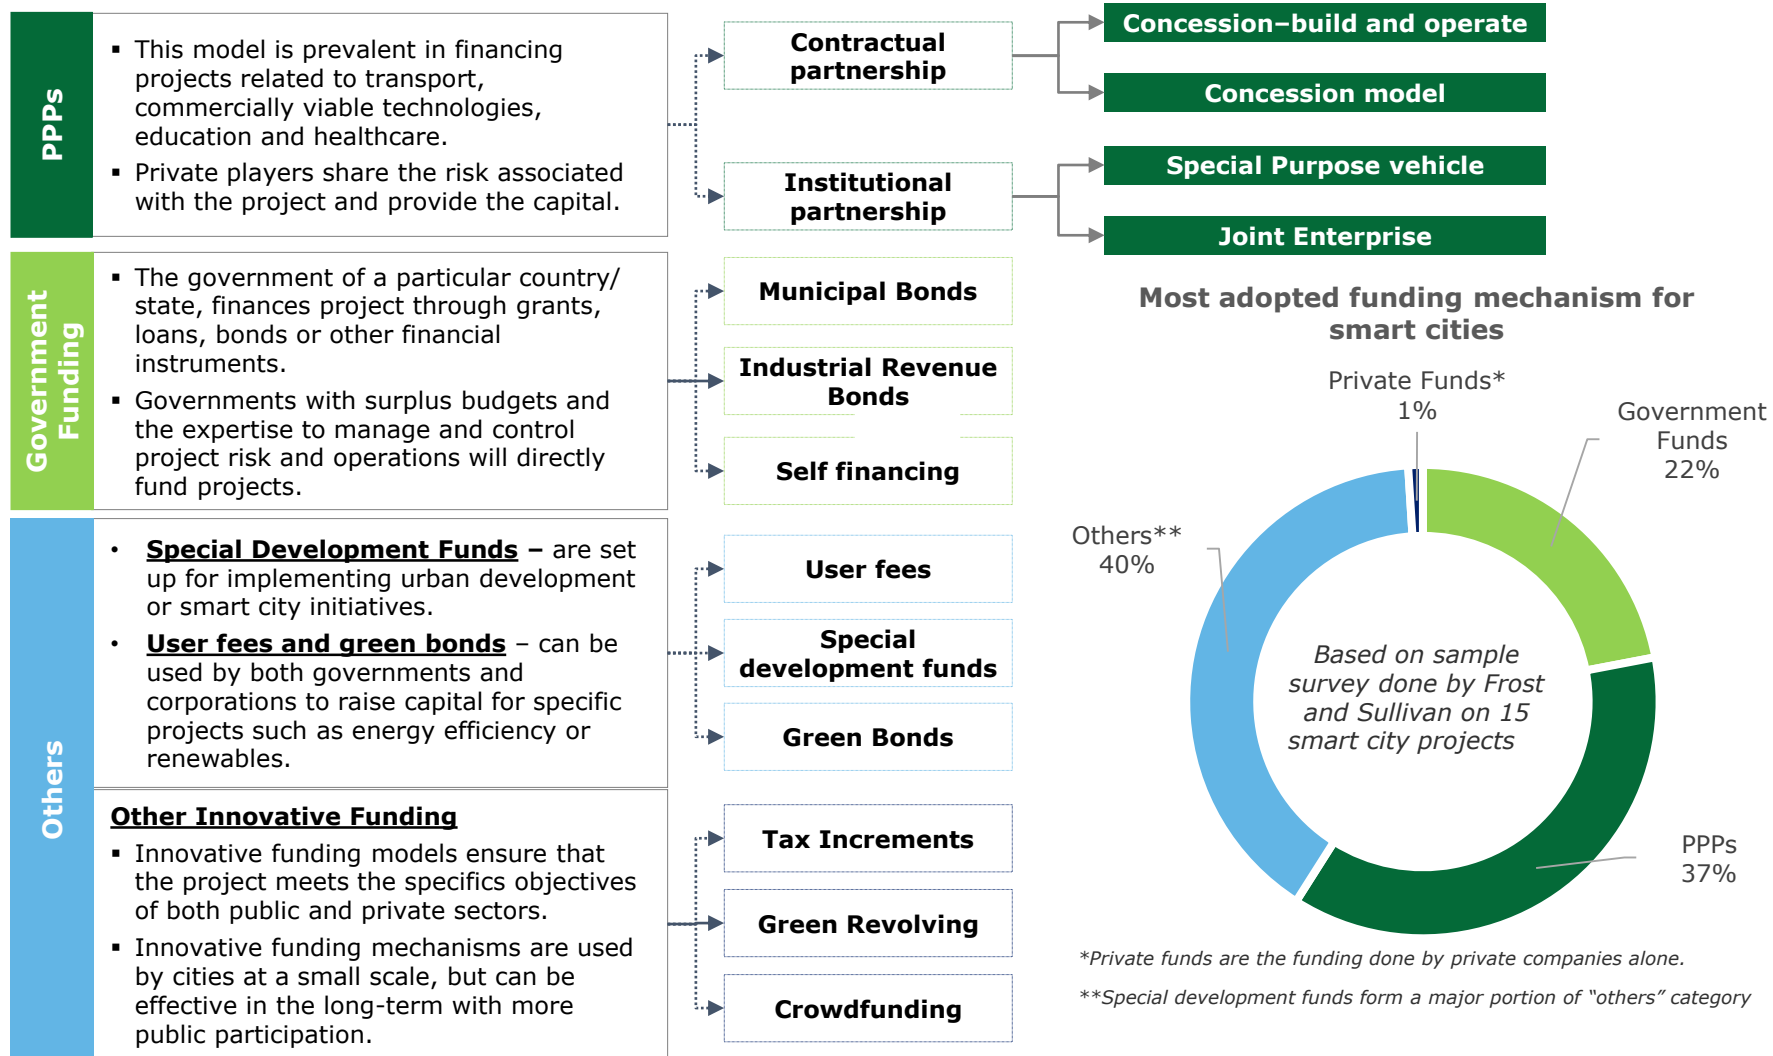 PPPs
▪ This model is prevalent in financing
projects related to transport,
commercially viable technologies,
education and healthcare.
▪ Private players share the risk associated
with the project and provide the capital.
Contractual
partnership
Institutional
partnership
Concession–build and operate
Concession model
Special Purpose vehicle
Joint Enterprise
Government
Funding
▪ The government of a particular country/
state, finances project through grants,
loans, bonds or other financial
instruments.
▪ Governments with surplus budgets and
the expertise to manage and control
project risk and operations will directly
fund projects.
Municipal Bonds
Industrial Revenue
Bonds
Self financing
Others
• Special Development Funds – are set
up for implementing urban development
or smart city initiatives.
• User fees and green bonds – can be
used by both governments and
corporations to raise capital for specific
projects such as energy efficiency or
renewables.
User fees
Special
development funds
Green Bonds
Other Innovative Funding
▪ Innovative funding models ensure that
the project meets the specifics objectives
of both public and private sectors.
▪ Innovative funding mechanisms are used
by cities at a small scale, but can be
effective in the long-term with more
public participation.
Tax Increments
Green Revolving
Crowdfunding
Most adopted funding mechanism for
smart cities
Private Funds*
1%
Government
Funds
22%
Others**
40%
PPPs
37%
Based on sample
survey done by Frost
and Sullivan on 15
smart city projects
*Private funds are the funding done by private companies alone.
**Special development funds form a major portion of “others” category